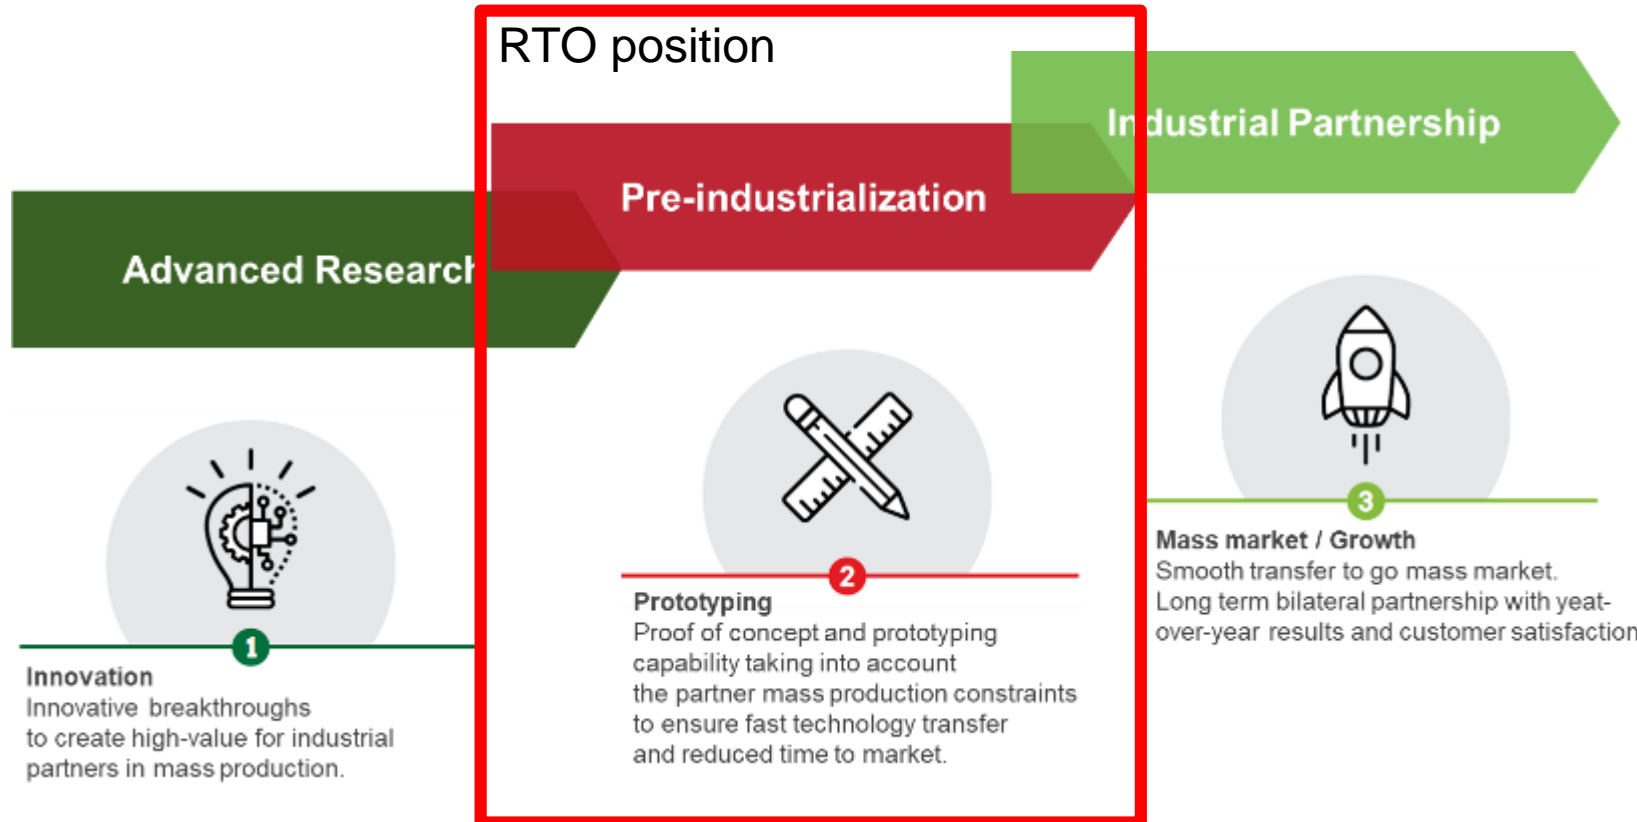 RTO position
Industrial Partnership
Pre-industrialization
Advanced Research
1
Innovation
Innovative breakthroughs
to create high-value for industrial
partners in mass production.
2
Prototyping
Proof of concept and prototyping
capability taking into account
the partner mass production constraints
to ensure fast technology transfer
and reduced time to market.
3
Mass market / Growth
Smooth transfer to go mass market.
Long term bilateral partnership with yeat-
over-year results and customer satisfaction